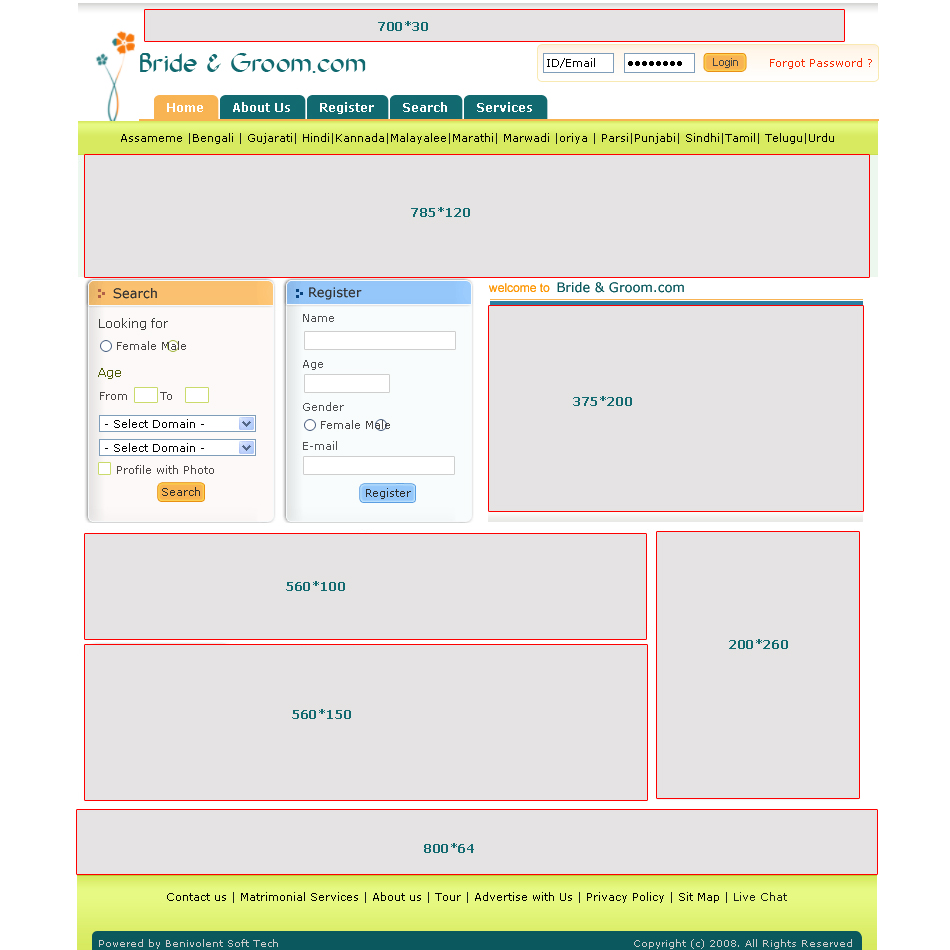 700*30
Bride & Groom.com
ID/Email ●●●●●●●● Login Forgot Password ?
Home About Us Register Search Services
Assameme |Bengali | Gujarati| Hindi|Kannada|Malayalee|Marathi| Marwadi |oriya | Parsi|Punjabi| Sindhi|Tamil| Telugu|Urdu
785*120
Search
Looking for
Female Male
Age
From To
- Select Domain -
- Select Domain -
Profile with Photo
Search
Register
Name
Age
Gender
Female Male
E-mail
Register
welcome to Bride & Groom.com
375*200
560*100
200*260
560*150
800*64
Contact us | Matrimonial Services | About us | Tour | Advertise with Us | Privacy Policy | Sit Map | Live Chat
Powered by Benivolent Soft Tech Copyright (c) 2008. All Rights Reserved